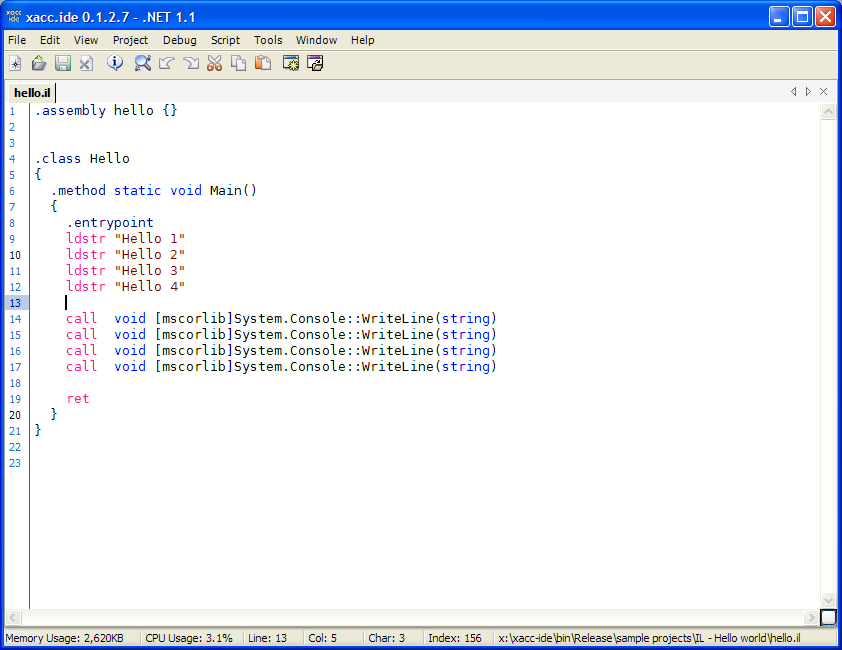 xacc.ide 0.1.2.7 - .NET 1.1
File Edit View Project Debug Script Tools Window Help
hello.il
1 .assembly hello {}
2
3
4 .class Hello
5 {
6 .method static void Main()
7 {
8 .entrypoint
9 ldstr "Hello 1"
10 ldstr "Hello 2"
11 ldstr "Hello 3"
12 ldstr "Hello 4"
13
14 call void [mscorlib]System.Console::WriteLine(string)
15 call void [mscorlib]System.Console::WriteLine(string)
16 call void [mscorlib]System.Console::WriteLine(string)
17 call void [mscorlib]System.Console::WriteLine(string)
18
19 ret
20 }
21 }
22
23
Memory Usage: 2,620KB CPU Usage: 3.1% Line: 13 Col: 5 Char: 3 Index: 156 x:\xacc-ide\bin\Release\sample projects\IL - Hello world\hello.il